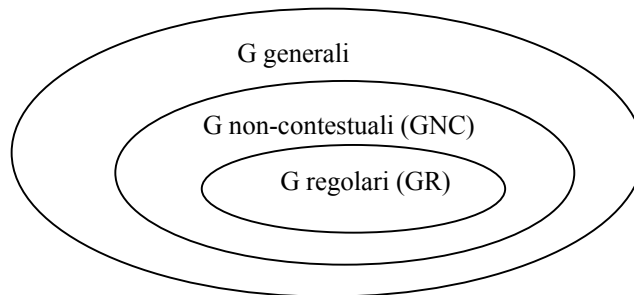 G generali
G non-contestuali (GNC)
G regolari (GR)